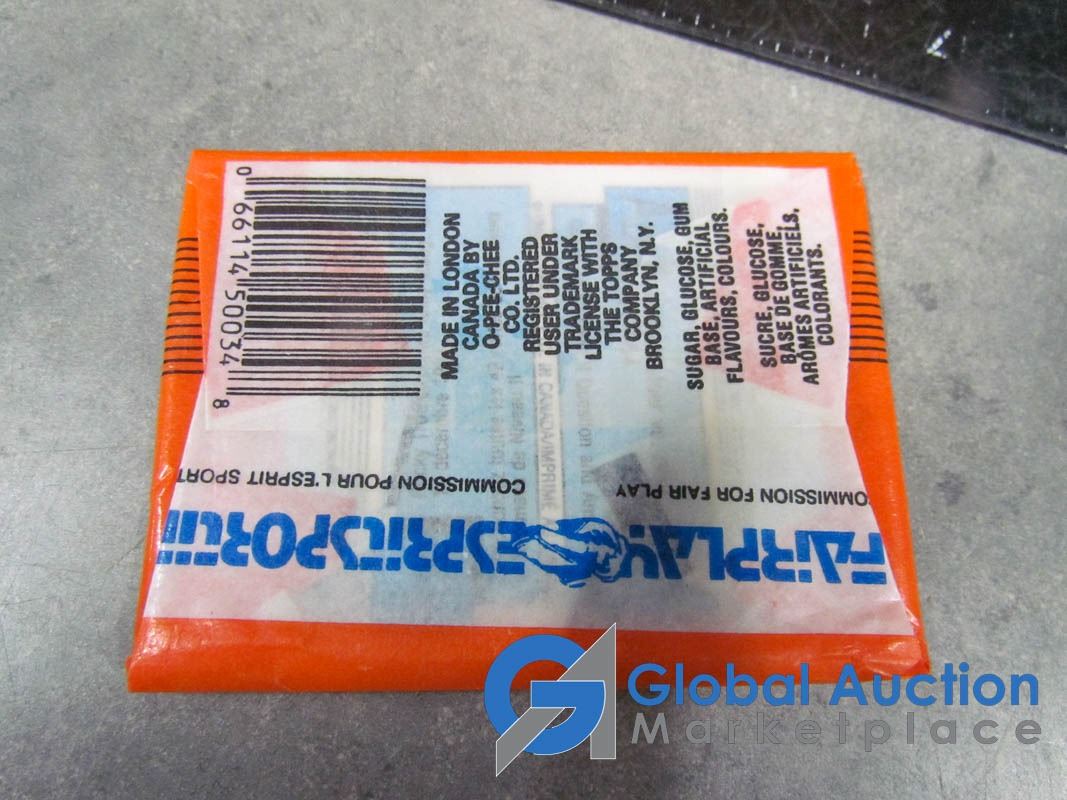 0 66114 50034 8
MADE IN LONDON
CANADA BY
O-PEE-CHEE
CO. LTD.
REGISTERED
USER UNDER
TRADEMARK
LICENSE WITH
THE TOPPS
COMPANY
BROOKLYN, N.Y.
SUGAR, GLUCOSE, GUM
BASE, ARTIFICIAL
FLAVOURS, COLOURS.
SUCRE, GLUCOSE,
BASE DE GOMME,
ARÔMES ARTIFICIELS,
COLORANTS.
FAIRPLAY! ESPRIT SPORTIF
OMMISSION FOR FAIR PLAY COMMISSION POUR L'ESPRIT SPORT
Global Auction
Marketplace